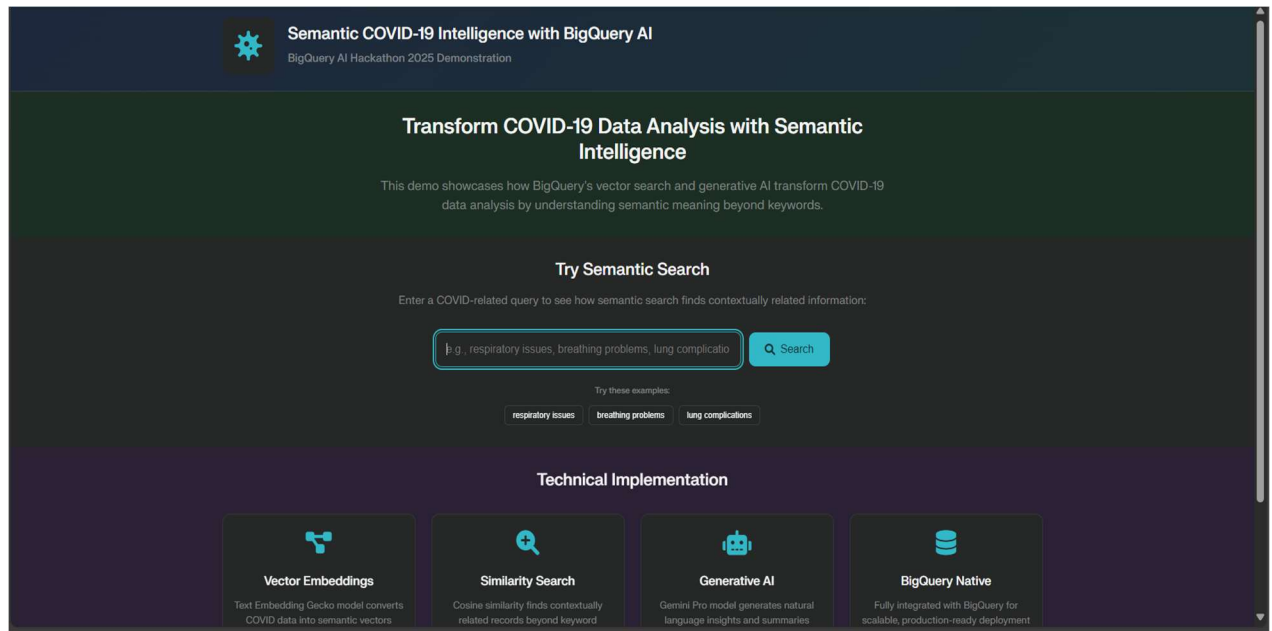 Semantic COVID-19 Intelligence with BigQuery AI
BigQuery AI Hackathon 2025 Demonstration
Transform COVID-19 Data Analysis with Semantic
Intelligence
This demo showcases how BigQuery's vector search and generative AI transform COVID-19
data analysis by understanding semantic meaning beyond keywords.
Try Semantic Search
Enter a COVID-related query to see how semantic search finds contextually related information:
e.g., respiratory issues, breathing problems, lung complicatio
Search
Try these examples:
respiratory issues
breathing problems
lung complications
Technical Implementation
Vector Embeddings
Text Embedding Gecko model converts
COVID data into semantic vectors
Similarity Search
Cosine similarity finds contextually
related records beyond keyword
Generative AI
Gemini Pro model generates natural
language insights and summaries
BigQuery Native
Fully integrated with BigQuery for
scalable, production-ready deployment